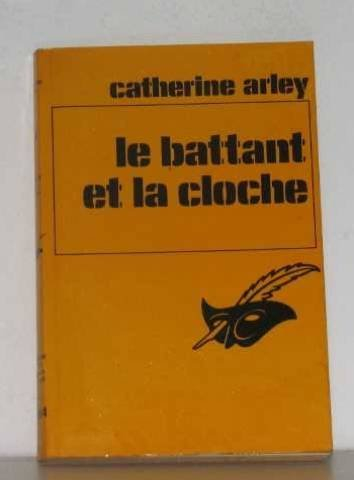 catherine arley
le battant
et la cloche